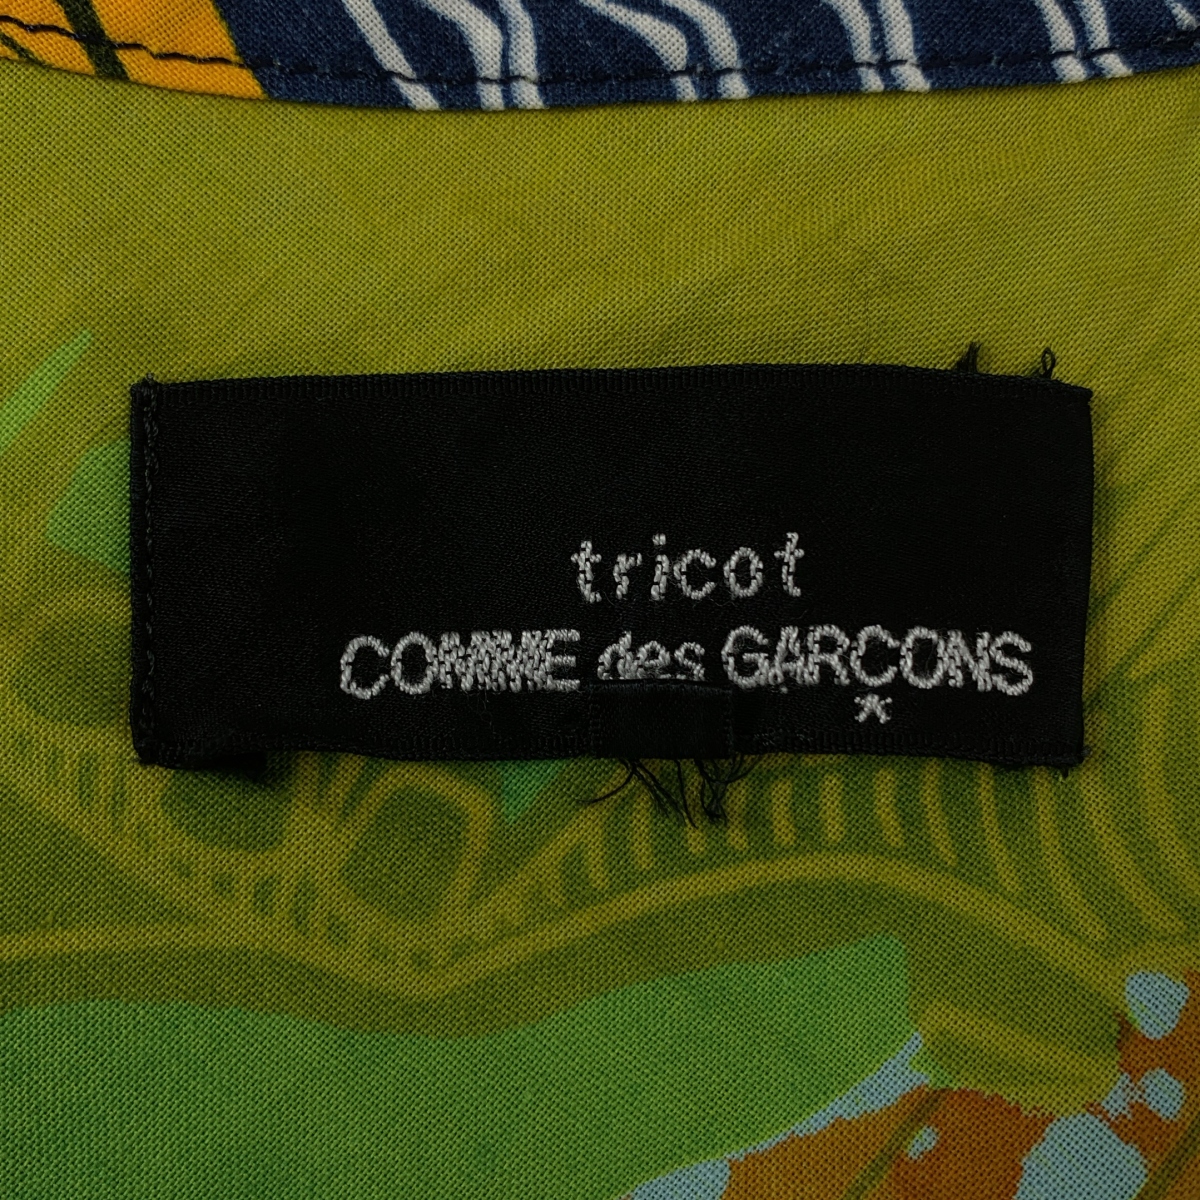 tricot
COMME des GARCONS
*